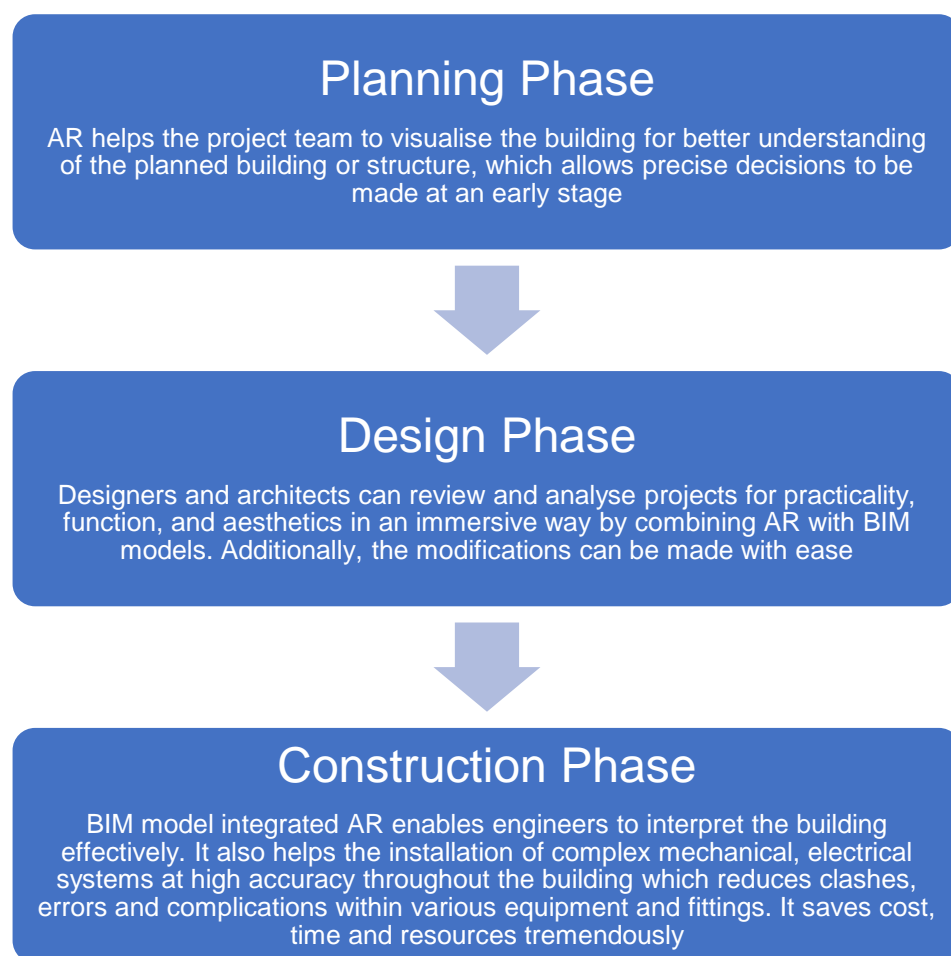 Planning Phase
AR helps the project team to visualise the building for better understanding
of the planned building or structure, which allows precise decisions to be
made at an early stage
Design Phase
Designers and architects can review and analyse projects for practicality,
function, and aesthetics in an immersive way by combining AR with BIM
models. Additionally, the modifications can be made with ease
Construction Phase
BIM model integrated AR enables engineers to interpret the building
effectively. It also helps the installation of complex mechanical, electrical
systems at high accuracy throughout the building which reduces clashes,
errors and complications within various equipment and fittings. It saves cost,
time and resources tremendously